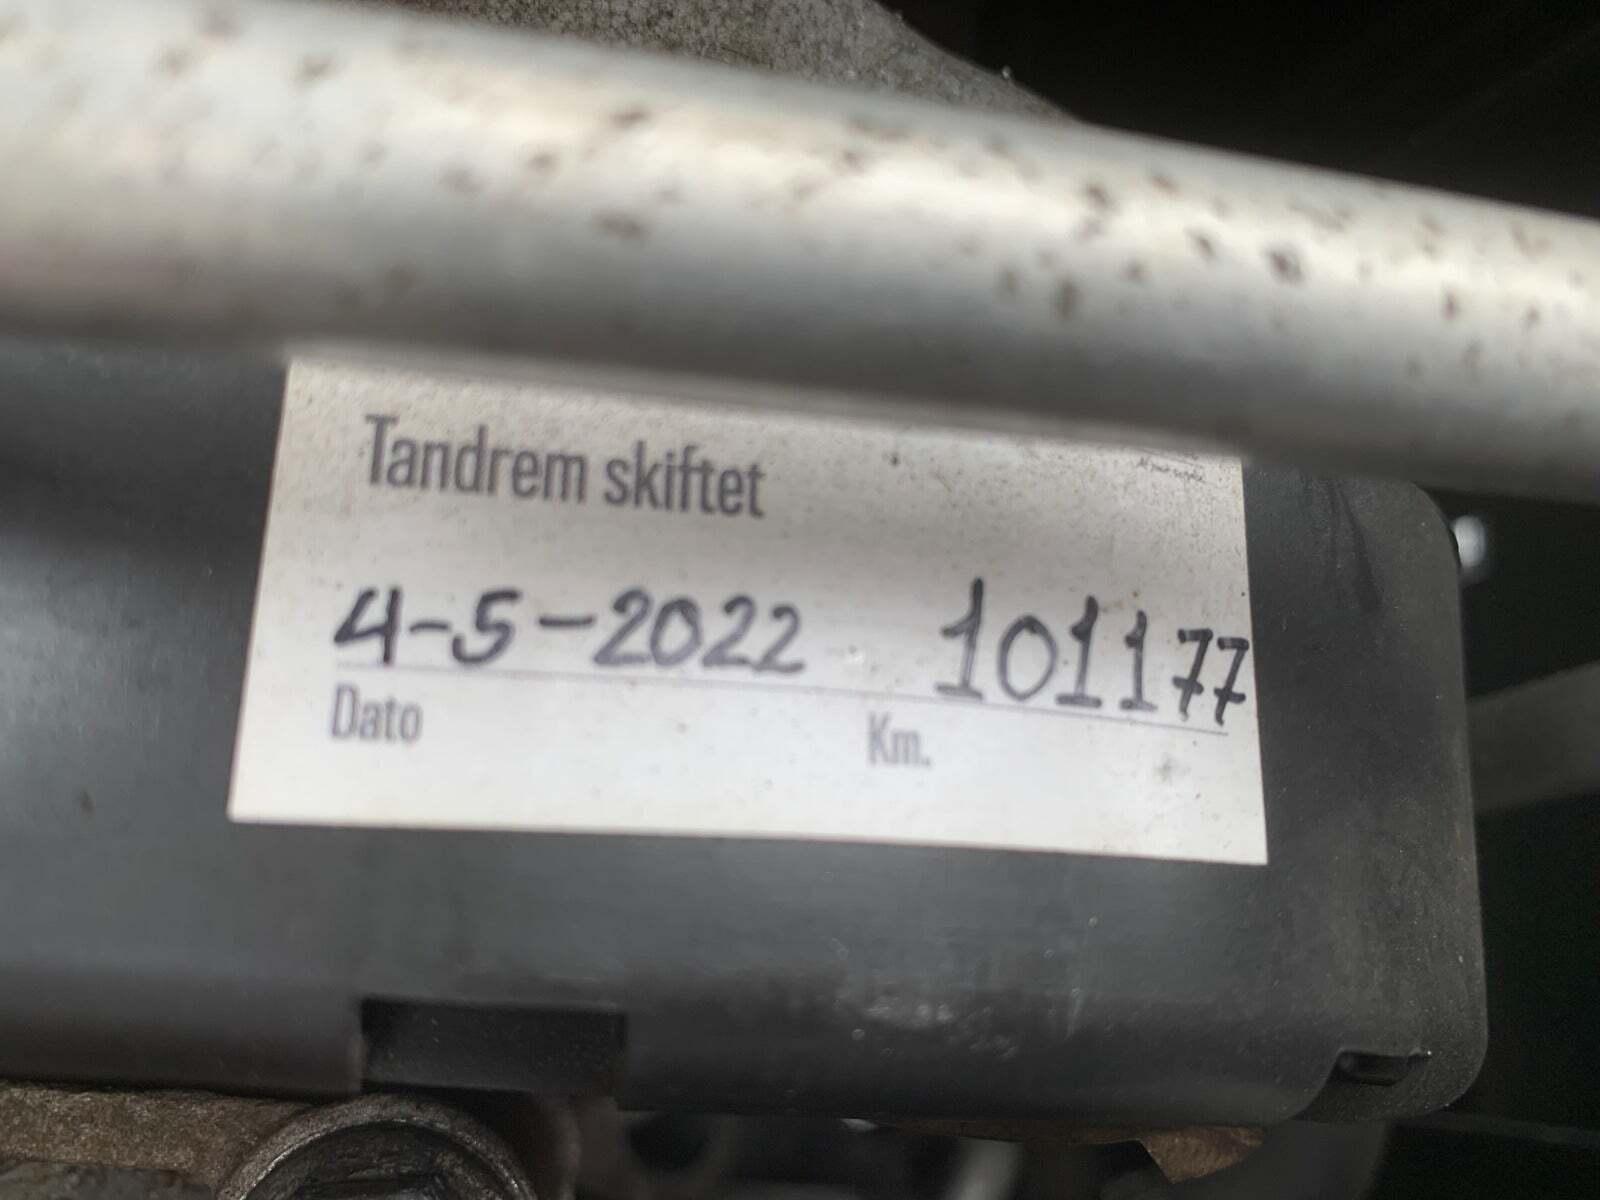 Tandrem skiftet
4-5-2022 101177
Dato Km.